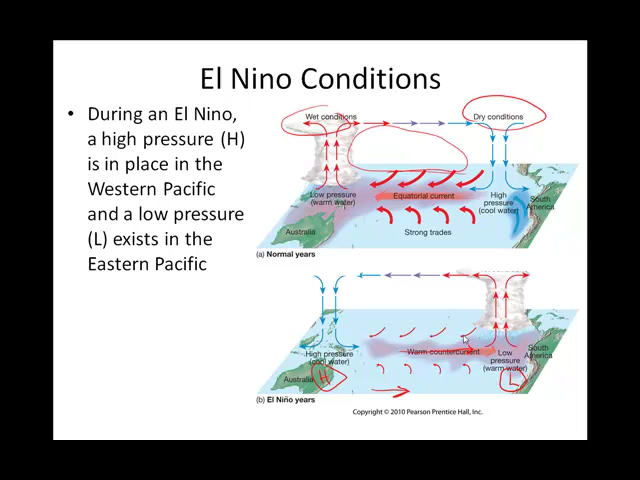 El Nino Conditions
• During an El Nino,
a high pressure (H)
is in place in the
Western Pacific
and a low pressure
(L) exists in the
Eastern Pacific
Wet conditions
Dry conditions
Low pressure
(warm water)
Equatorial current
High
pressure
(cool water)
South
America
Australia
Strong trades
(a) Normal years
High pressure
(cool water)
Warm countercurrent
Low
pressure
(warm water)
South
America
Australia
H
L
(b) El Niño years
Copyright © 2010 Pearson Prentice Hall, Inc.